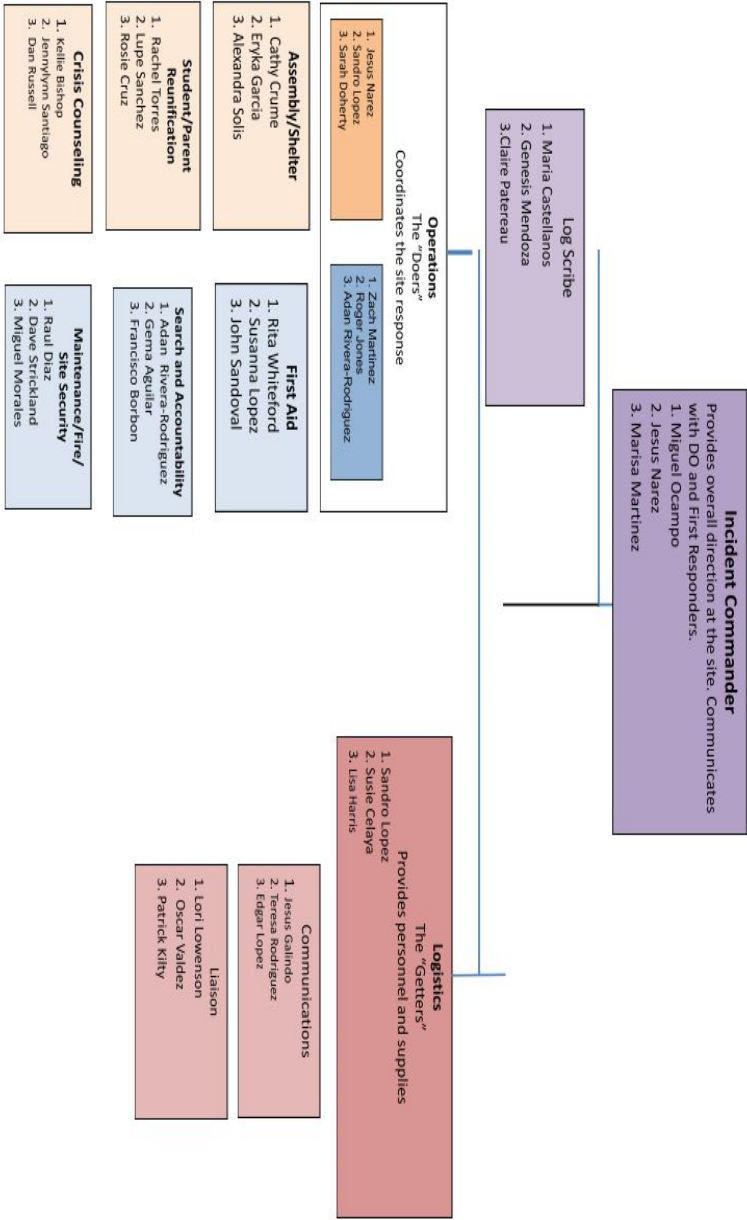 Incident Commander
Provides overall direction at the site. Communicates
with DO and First Responders.
1. Miguel Ocampo
2. Jesus Narez
3. Marisa Martinez
Log Scribe
1. Maria Castellanos
2. Genesis Mendoza
3.Claire Patereau
Operations
The "Doers"
Coordinates the site response
1. Jesus Narez
2. Sandro Lopez
3. Sarah Doherty
1. Zach Martinez
2. Roger Jones
3. Adan Rivera-Rodriguez
Assembly/Shelter
1. Cathy Crume
2. Eryka Garcia
3. Alexandra Solis
First Aid
1. Rita Whiteford
2. Susanna Lopez
3. John Sandoval
Student/Parent
Reunification
1. Rachel Torres
2. Lupe Sanchez
3. Rosie Cruz
Search and Accountability
1. Adan Rivera-Rodriguez
2. Gema Aguilar
3. Francisco Borbon
Crisis Counseling
1. Kellie Bishop
2. Jennylynn Santiago
3. Dan Russell
Maintenance/Fire/
Site Security
1. Raul Diaz
2. Dave Strickland
3. Miguel Morales
Logistics
The "Getters"
Provides personnel and supplies
1. Sandro Lopez
2. Susie Celaya
3. Lisa Harris
Communications
1. Jesus Galindo
2. Teresa Rodriguez
3. Edgar Lopez
Liaison
1. Lori Lowenson
2. Oscar Valdez
3. Patrick Kilty